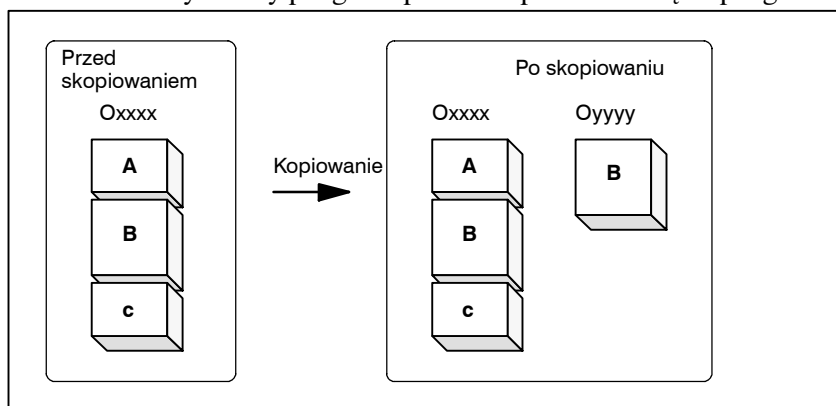 Przed
skopiowaniem
Oxxxx
A
B
c
Kopiowanie
Po skopiowaniu
Oxxxx
Oyyyy
A
B
B
c